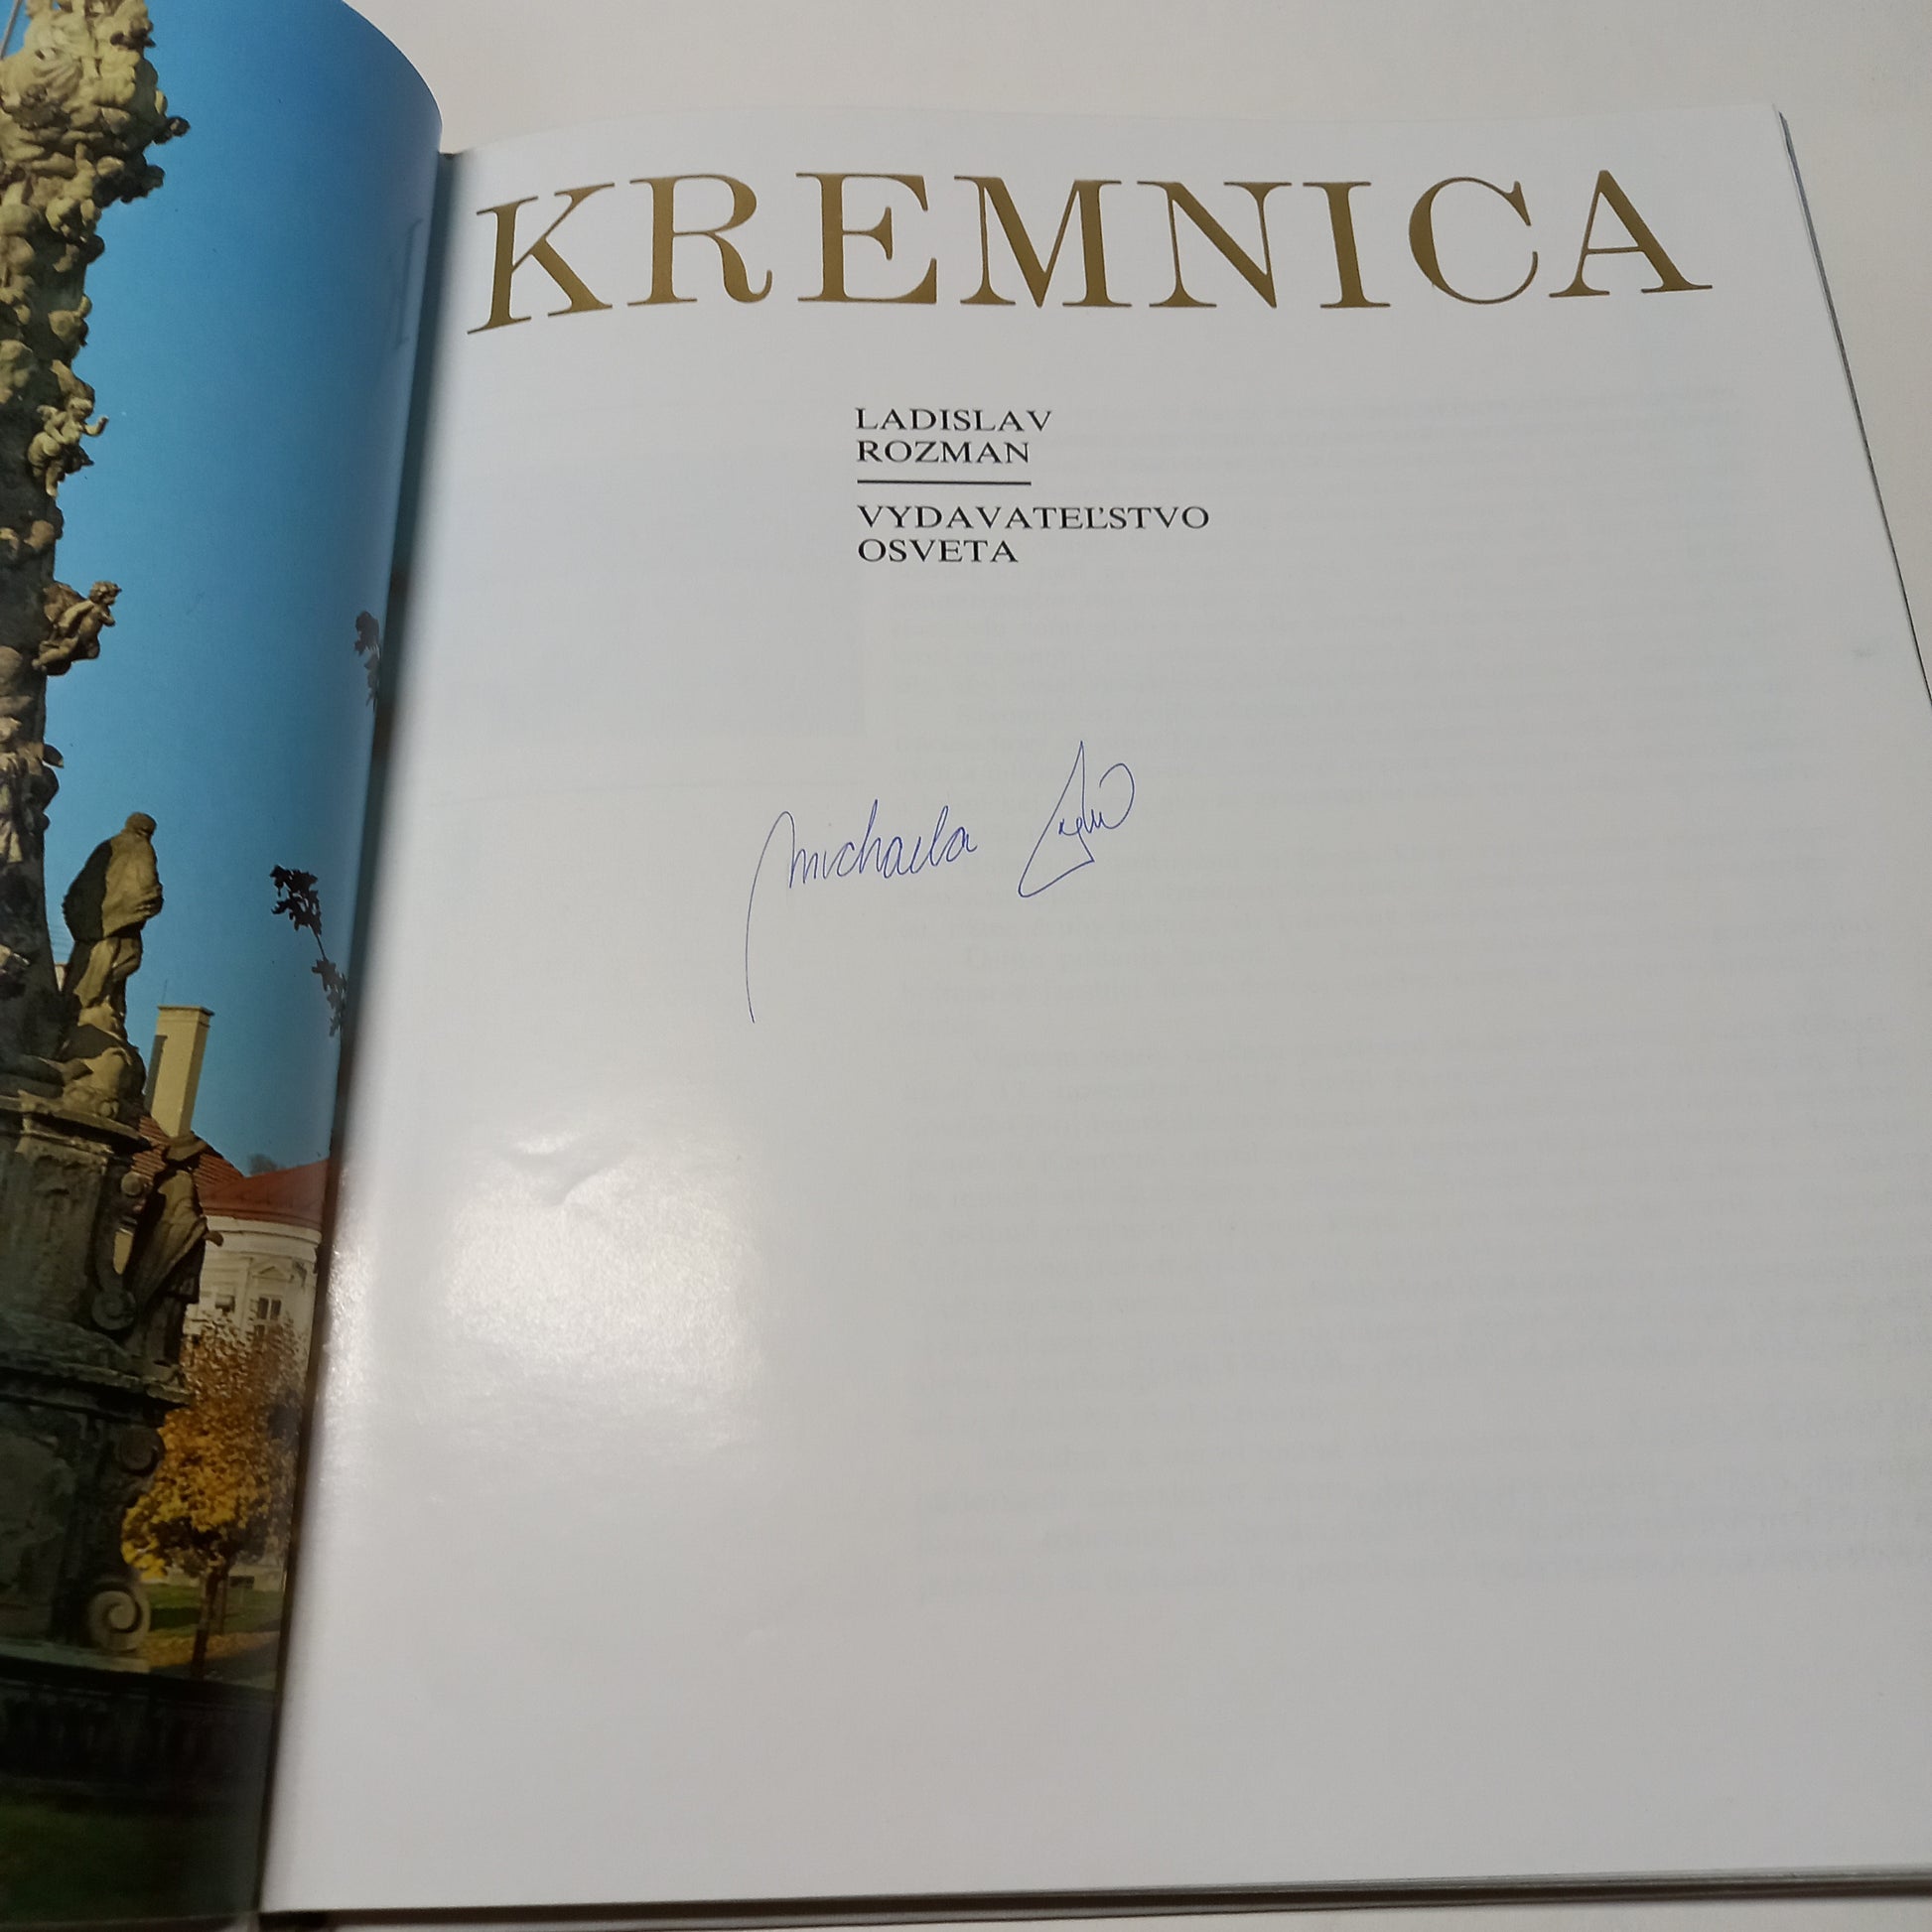 KREMNICA
LADISLAV
ROZMAN
VYDAVATEĽSTVO
OSVETA
Michaela